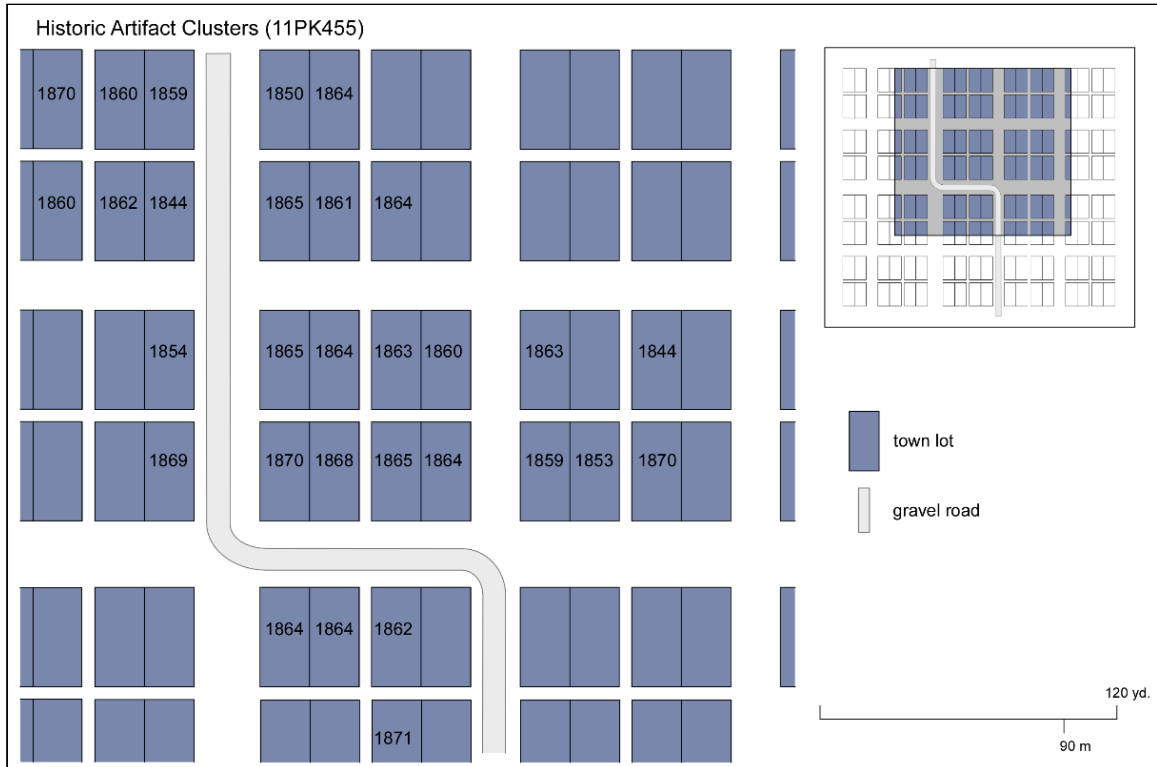 Historic Artifact Clusters (11PK455)
1870 1860 1859 1850 1864
1860 1862 1844 1865 1861 1864
1854 1865 1864 1863 1860 1863 1844
1869 1870 1868 1865 1864 1859 1853 1870
1864 1864 1862
1871
town lot
gravel road
120 yd.
90 m